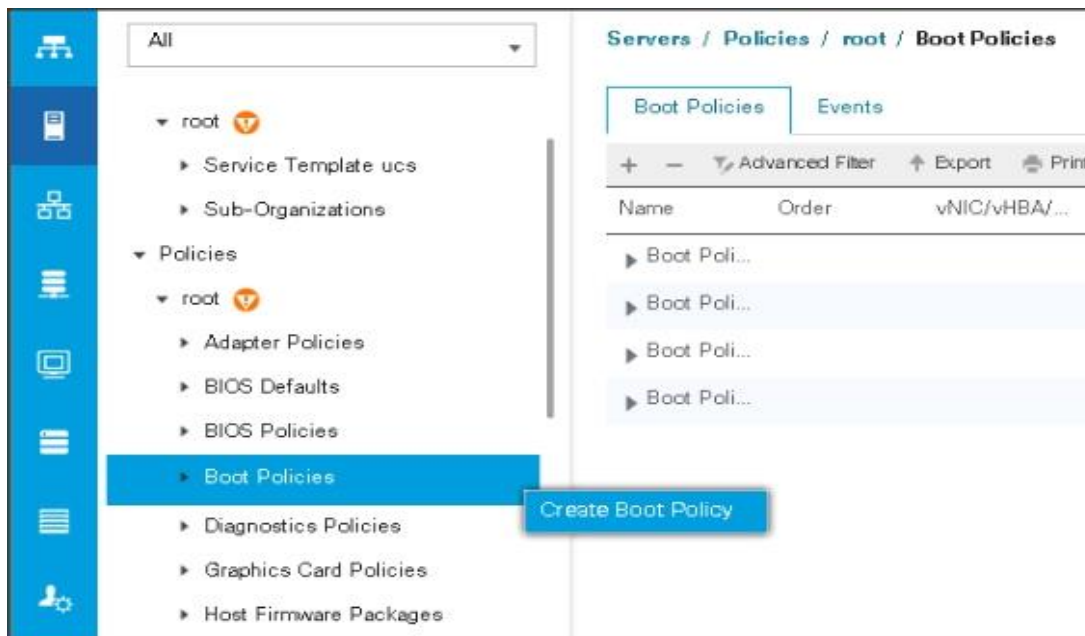 All
root
Service Template ucs
Sub-Organizations
Policies
root
Adapter Policies
BIOS Defaults
BIOS Policies
Boot Policies
Create Boot Policy
Diagnostics Policies
Graphics Card Policies
Host Firmware Packages
Servers / Policies / root / Boot Policies
Boot Policies Events
+ − Advanced Filter Export Print
Name Order vNIC/vHBA/...
Boot Poli...
Boot Poli...
Boot Poli...
Boot Poli...